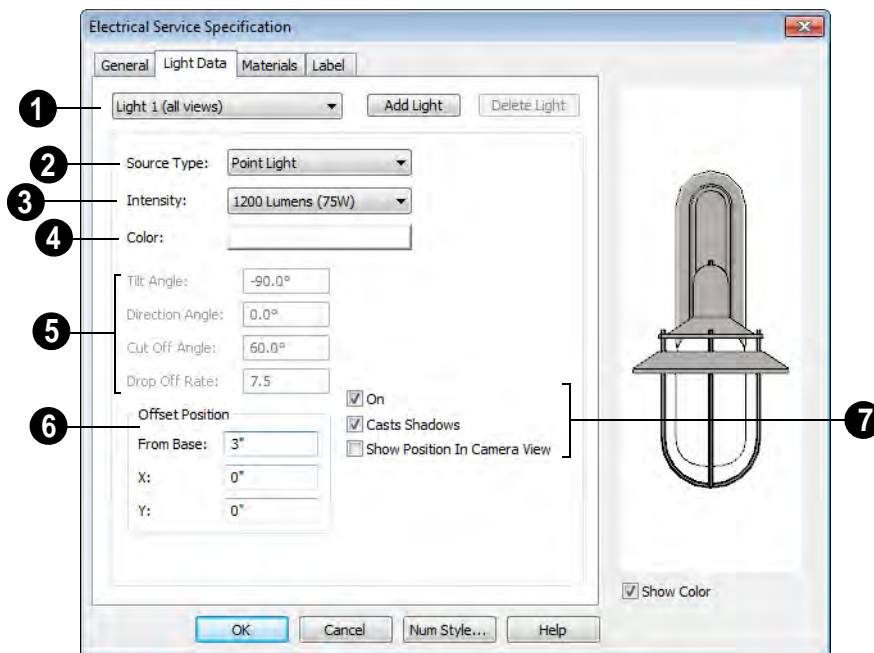 Electrical Service Specification
General Light Data Materials Label
1 Light 1 (all views) Add Light Delete Light
2 Source Type: Point Light
3 Intensity: 1200 Lumens (75W)
4 Color:
Tilt Angle: -90.0°
Direction Angle: 0.0°
5
Cut Off Angle: 60.0°
Drop Off Rate: 7.5
On
6 Offset Position
Casts Shadows
7
From Base: 3"
Show Position In Camera View
X: 0"
Y: 0"
Show Color
OK Cancel Num Style... Help